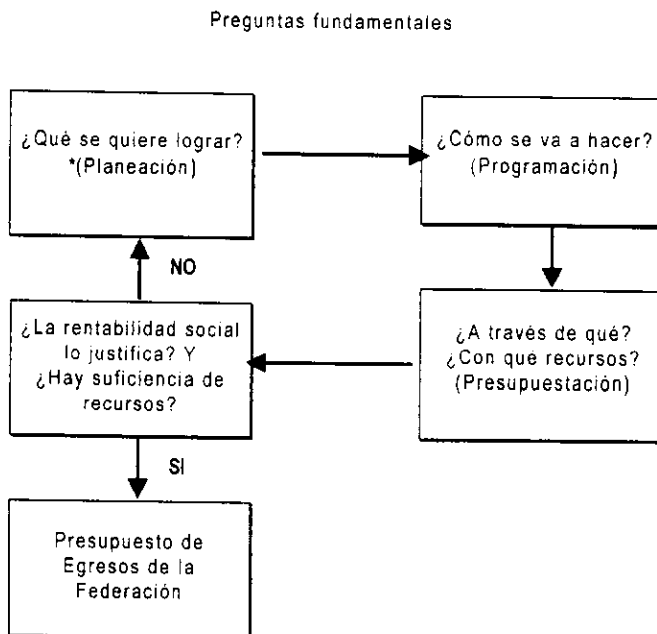 Preguntas fundamentales
¿Qué se quiere lograr?
*(Planeación)
¿Cómo se va a hacer?
(Programación)
NO
¿La rentabilidad social
lo justifica? Y
¿Hay suficiencia de
recursos?
¿A través de qué?
¿Con qué recursos?
(Presupuestación)
SI
Presupuesto de
Egresos de la
Federación